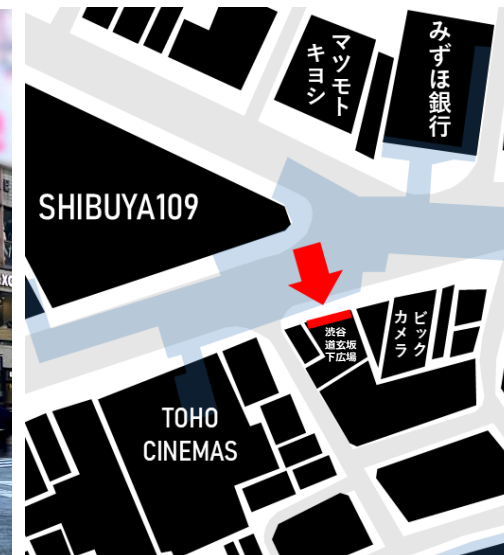 マツモト
キヨシ
みずほ銀行
SHIBUYA109
渋谷
道玄坂
下広場
ビック
カメラ
TOHO
CINEMAS